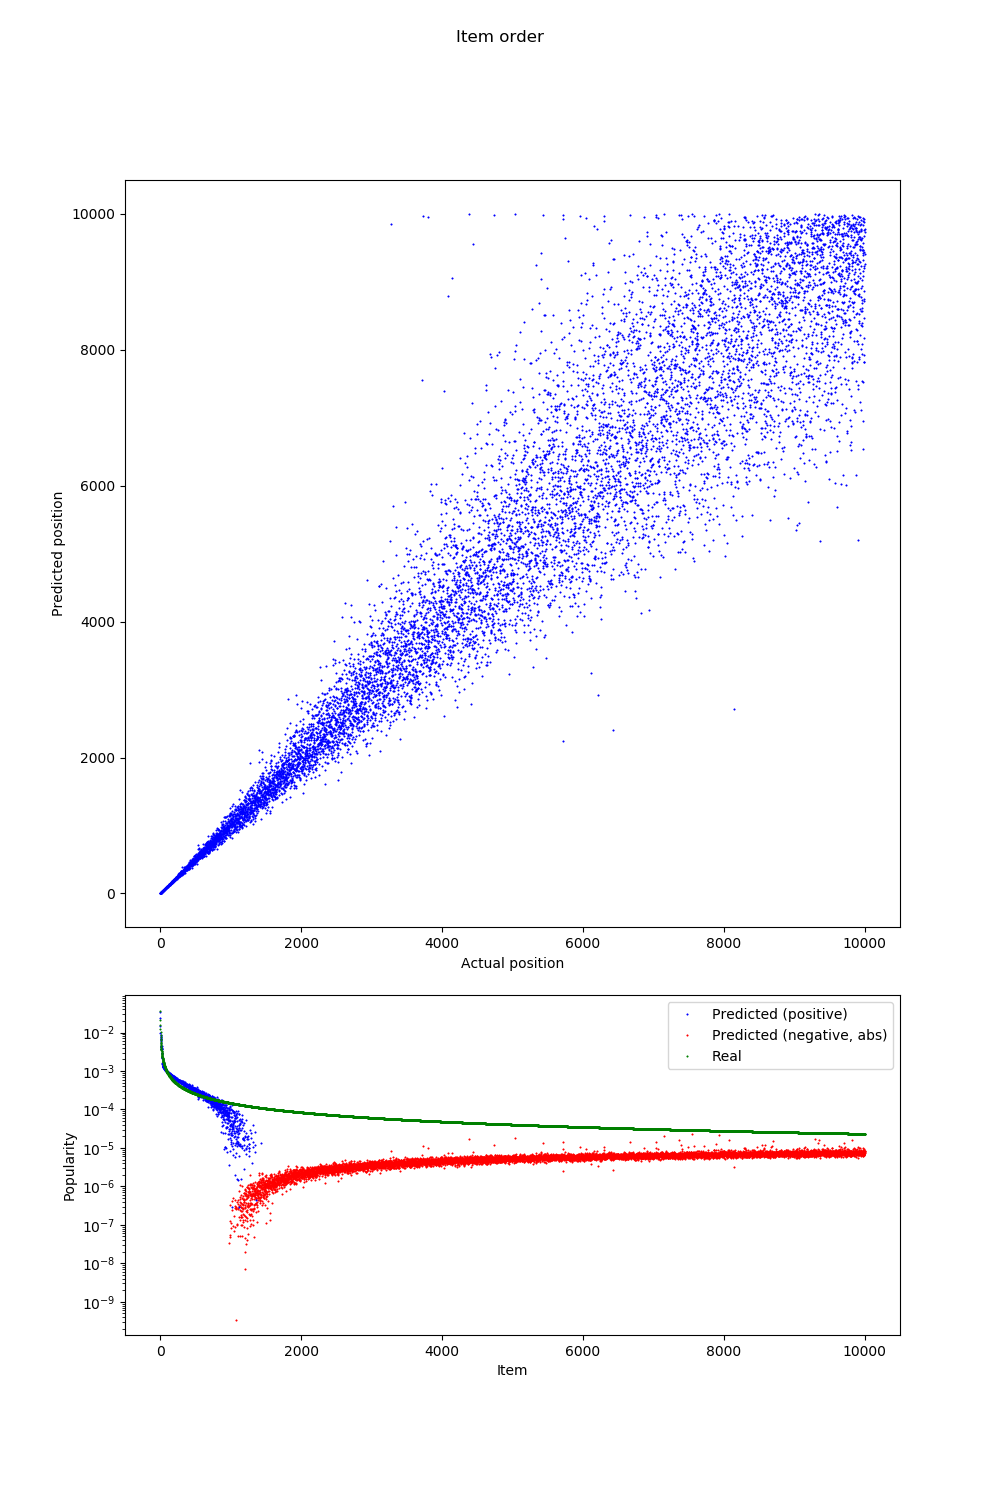 Item order
10000
8000
6000
4000
2000
0
Predicted position
0 2000 4000 6000 8000 10000
Actual position
Predicted (positive)
Predicted (negative, abs)
Real
10⁻²
10⁻³
10⁻⁴
10⁻⁵
10⁻⁶
10⁻⁷
10⁻⁸
10⁻⁹
Popularity
0 2000 4000 6000 8000 10000
Item